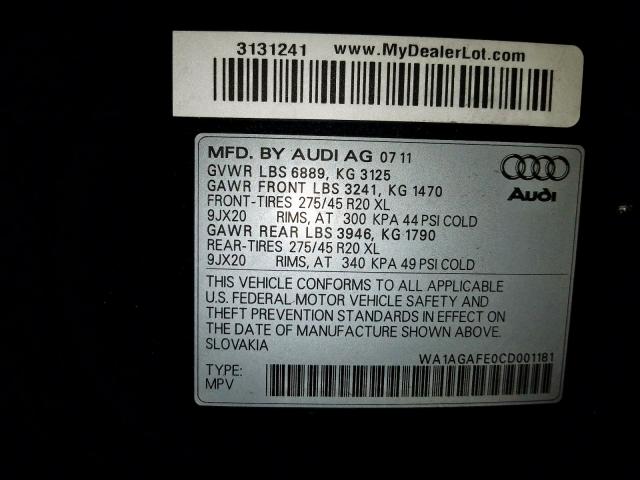 3131241 www.MyDealerLot.com
MFD. BY AUDI AG 07 11
GVWR LBS 6889, KG 3125
GAWR FRONT LBS 3241, KG 1470
FRONT-TIRES 275/45 R20 XL
9JX20 RIMS, AT 300 KPA 44 PSI COLD
GAWR REAR LBS 3946, KG 1790
REAR-TIRES 275/45 R20 XL
9JX20 RIMS, AT 340 KPA 49 PSI COLD
Audi
THIS VEHICLE CONFORMS TO ALL APPLICABLE
U.S. FEDERAL MOTOR VEHICLE SAFETY AND
THEFT PREVENTION STANDARDS IN EFFECT ON
THE DATE OF MANUFACTURE SHOWN ABOVE.
SLOVAKIA
WA1AGAFE0CD001181
TYPE:
MPV